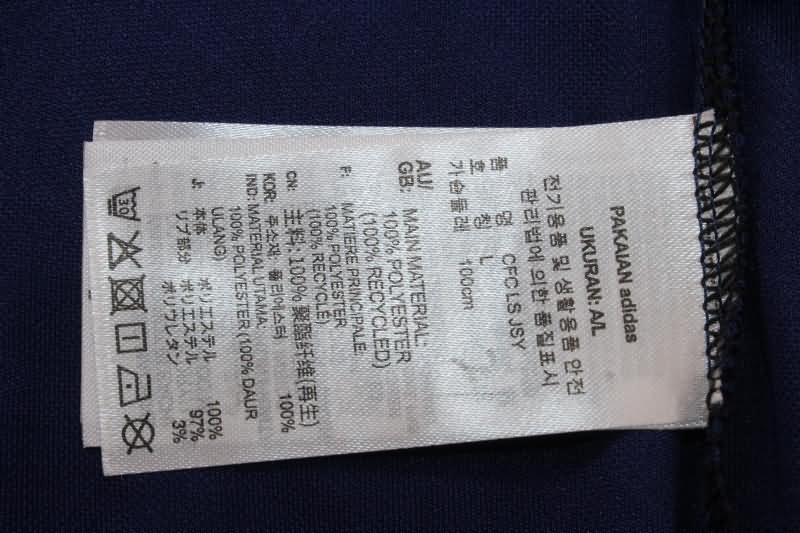 PAKAIAN adidas
UKURAN: A/L
전기용품 및 생활용품 안전
관리법에 의한 품질표시
품 명 CFC LS JSY
호 칭 L
가슴둘레 100cm
AU/
GB: MAIN MATERIAL:
100% POLYESTER
(100% RECYCLED)
F: MATIERE PRINCIPALE:
100% POLYESTER
(100% RECYCLE)
CN: 主料: 100% 聚酯纤维(再生)
KOR: 주소재: 폴리에스터 100%
IND: MATERIAL UTAMA:
100% POLYESTER (100% DAUR
ULANG)
J: 本体 ポリエステル 100%
リブ部分 ポリエステル 97%
ポリウレタン 3%
30